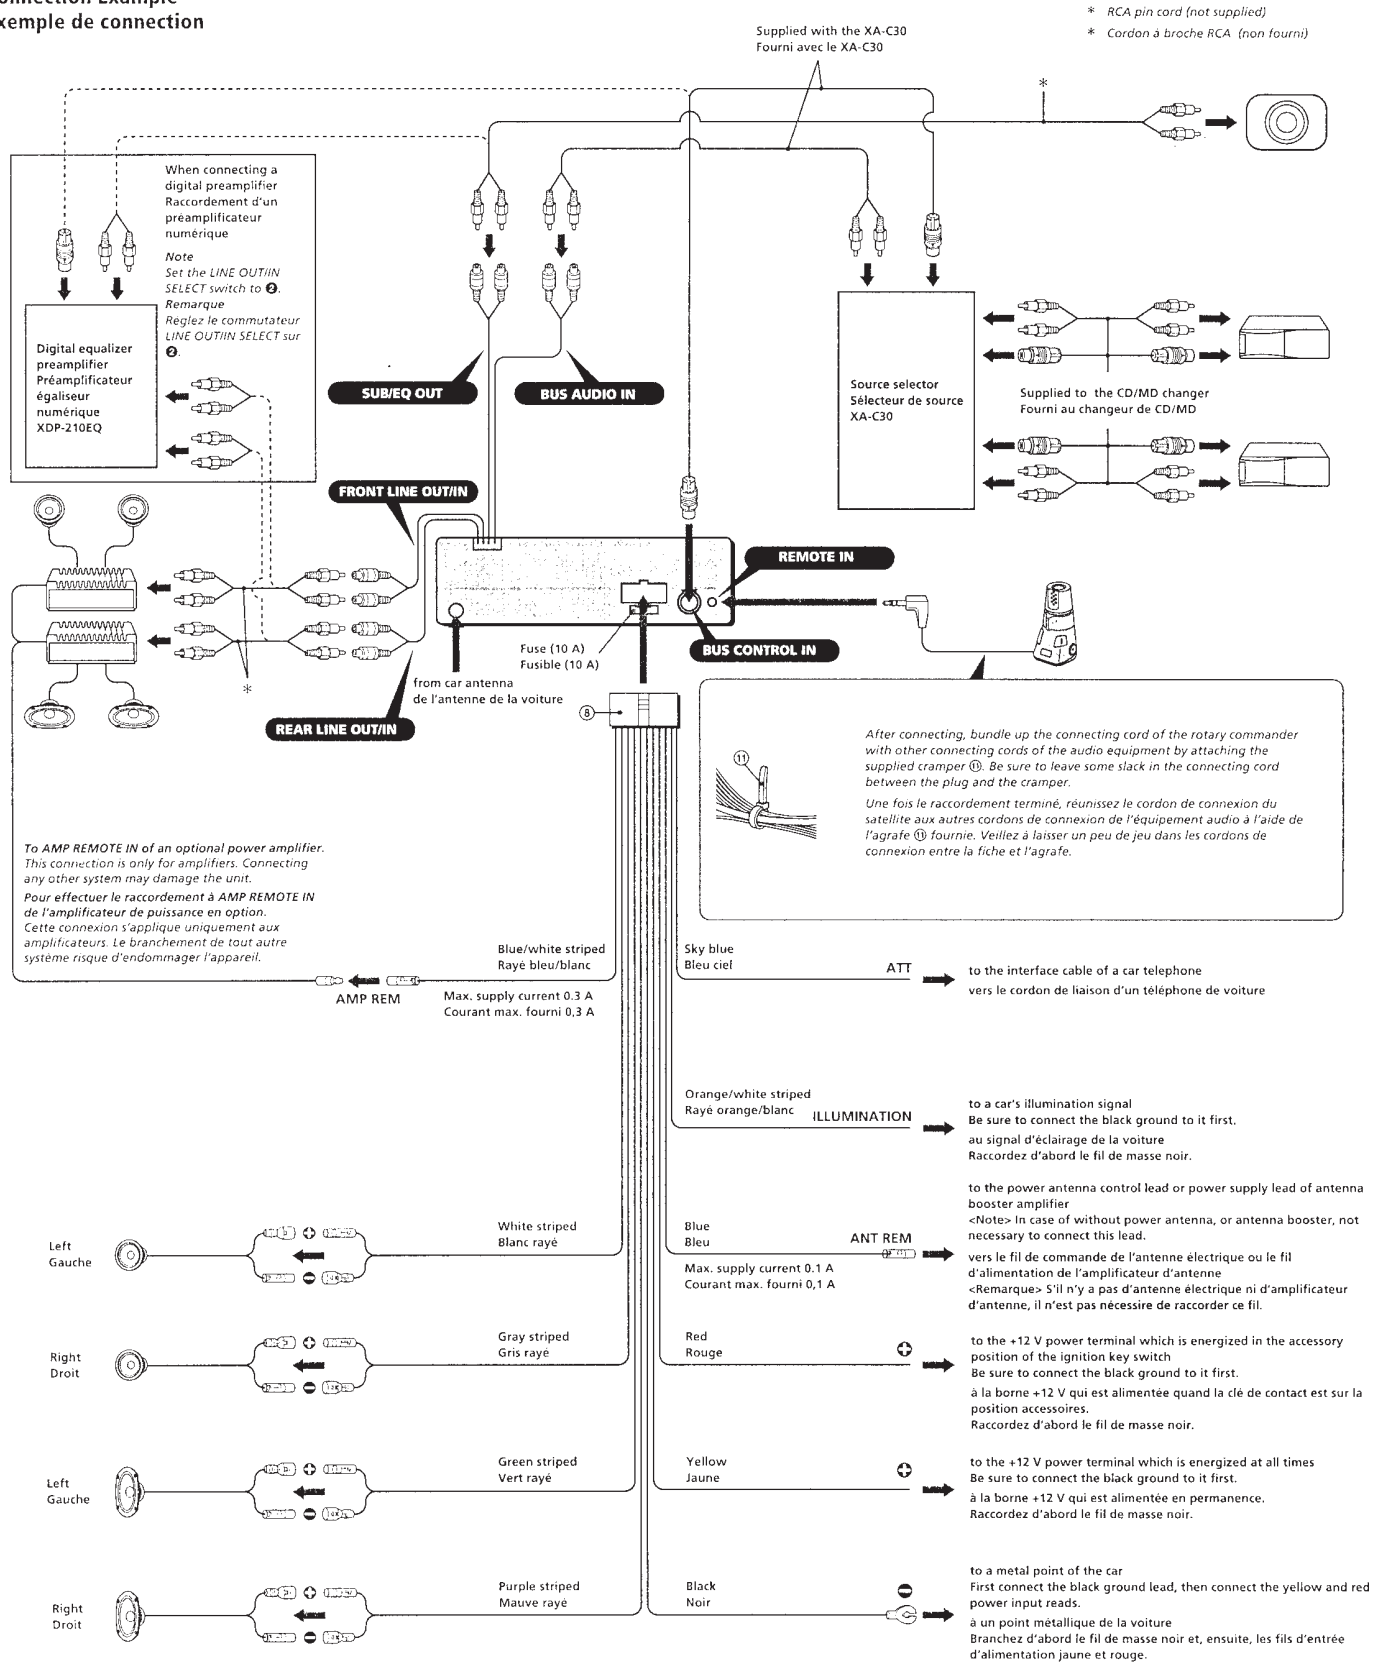 Connection Example
Exemple de connection
* RCA pin cord (not supplied)
* Cordon à broche RCA (non fourni)
Supplied with the XA-C30
Fourni avec le XA-C30
*
When connecting a
digital preamplifier
Raccordement d'un
préamplificateur
numérique
Note
Set the LINE OUT/IN
SELECT switch to ❷.
Remarque
Réglez le commutateur
LINE OUT/IN SELECT sur
❷.
Digital equalizer
preamplifier
Préamplificateur
égaliseur
numérique
XDP-210EQ
SUB/EQ OUT
BUS AUDIO IN
Source selector
Sélecteur de source
XA-C30
Supplied to the CD/MD changer
Fourni au changeur de CD/MD
FRONT LINE OUT/IN
REMOTE IN
BUS CONTROL IN
Fuse (10 A)
Fusible (10 A)
from car antenna
de l'antenne de la voiture
*
REAR LINE OUT/IN
⑧
⑪
After connecting, bundle up the connecting cord of the rotary commander
with other connecting cords of the audio equipment by attaching the
supplied cramper ⑪. Be sure to leave some slack in the connecting cord
between the plug and the cramper.
Une fois le raccordement terminé, réunissez le cordon de connexion du
satellite aux autres cordons de connexion de l'équipement audio à l'aide de
l'agrafe ⑪ fournie. Veillez à laisser un peu de jeu dans les cordons de
connexion entre la fiche et l'agrafe.
To AMP REMOTE IN of an optional power amplifier.
This connection is only for amplifiers. Connecting
any other system may damage the unit.
Pour effectuer le raccordement à AMP REMOTE IN
de l'amplificateur de puissance en option.
Cette connexion s'applique uniquement aux
amplificateurs. Le branchement de tout autre
système risque d'endommager l'appareil.
AMP REM
Blue/white striped
Rayé bleu/blanc
Max. supply current 0.3 A
Courant max. fourni 0,3 A
Sky blue
Bleu ciel
ATT
to the interface cable of a car telephone
vers le cordon de liaison d'un téléphone de voiture
Orange/white striped
Rayé orange/blanc
ILLUMINATION
to a car's illumination signal
Be sure to connect the black ground to it first.
au signal d'éclairage de la voiture
Raccordez d'abord le fil de masse noir.
Left
Gauche
White striped
Blanc rayé
Blue
Bleu
ANT REM
Max. supply current 0.1 A
Courant max. fourni 0,1 A
to the power antenna control lead or power supply lead of antenna
booster amplifier
<Note> In case of without power antenna, or antenna booster, not
necessary to connect this lead.
vers le fil de commande de l'antenne électrique ou le fil
d'alimentation de l'amplificateur d'antenne
<Remarque> S'il n'y a pas d'antenne électrique ni d'amplificateur
d'antenne, il n'est pas nécessire de raccorder ce fil.
Right
Droit
Gray striped
Gris rayé
Red
Rouge
to the +12 V power terminal which is energized in the accessory
position of the ignition key switch
Be sure to connect the black ground to it first.
à la borne +12 V qui est alimentée quand la clé de contact est sur la
position accessoires.
Raccordez d'abord le fil de masse noir.
Left
Gauche
Green striped
Vert rayé
Yellow
Jaune
to the +12 V power terminal which is energized at all times
Be sure to connect the black ground to it first.
à la borne +12 V qui est alimentée en permanence.
Raccordez d'abord le fil de masse noir.
Right
Droit
Purple striped
Mauve rayé
Black
Noir
to a metal point of the car
First connect the black ground lead, then connect the yellow and red
power input reads.
à un point métallique de la voiture
Branchez d'abord le fil de masse noir et, ensuite, les fils d'entrée
d'alimentation jaune et rouge.